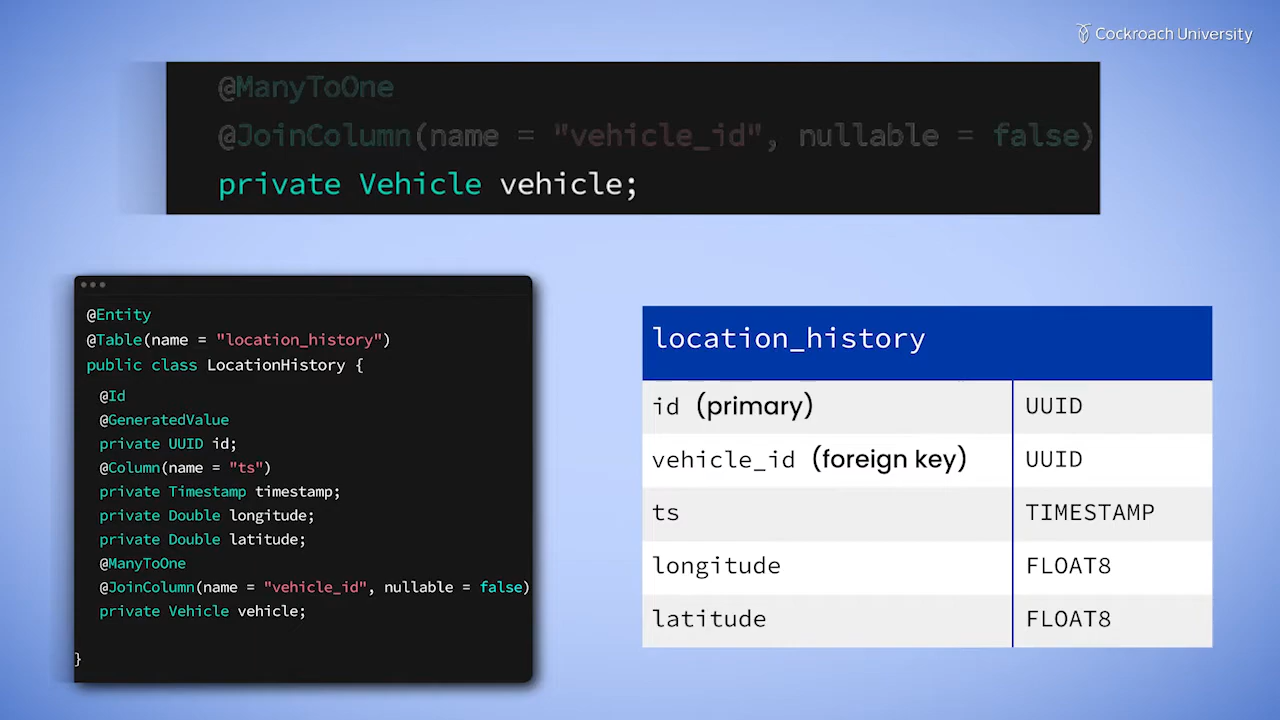 Cockroach University
@ManyToOne
@JoinColumn(name = "vehicle_id", nullable = false)
private Vehicle vehicle;
@Entity
@Table(name = "location_history")
public class LocationHistory {
@Id
@GeneratedValue
private UUID id;
@Column(name = "ts")
private Timestamp timestamp;
private Double longitude;
private Double latitude;
@ManyToOne
@JoinColumn(name = "vehicle_id", nullable = false)
private Vehicle vehicle;
}
location_history
id (primary) UUID
vehicle_id (foreign key) UUID
ts TIMESTAMP
longitude FLOAT8
latitude FLOAT8